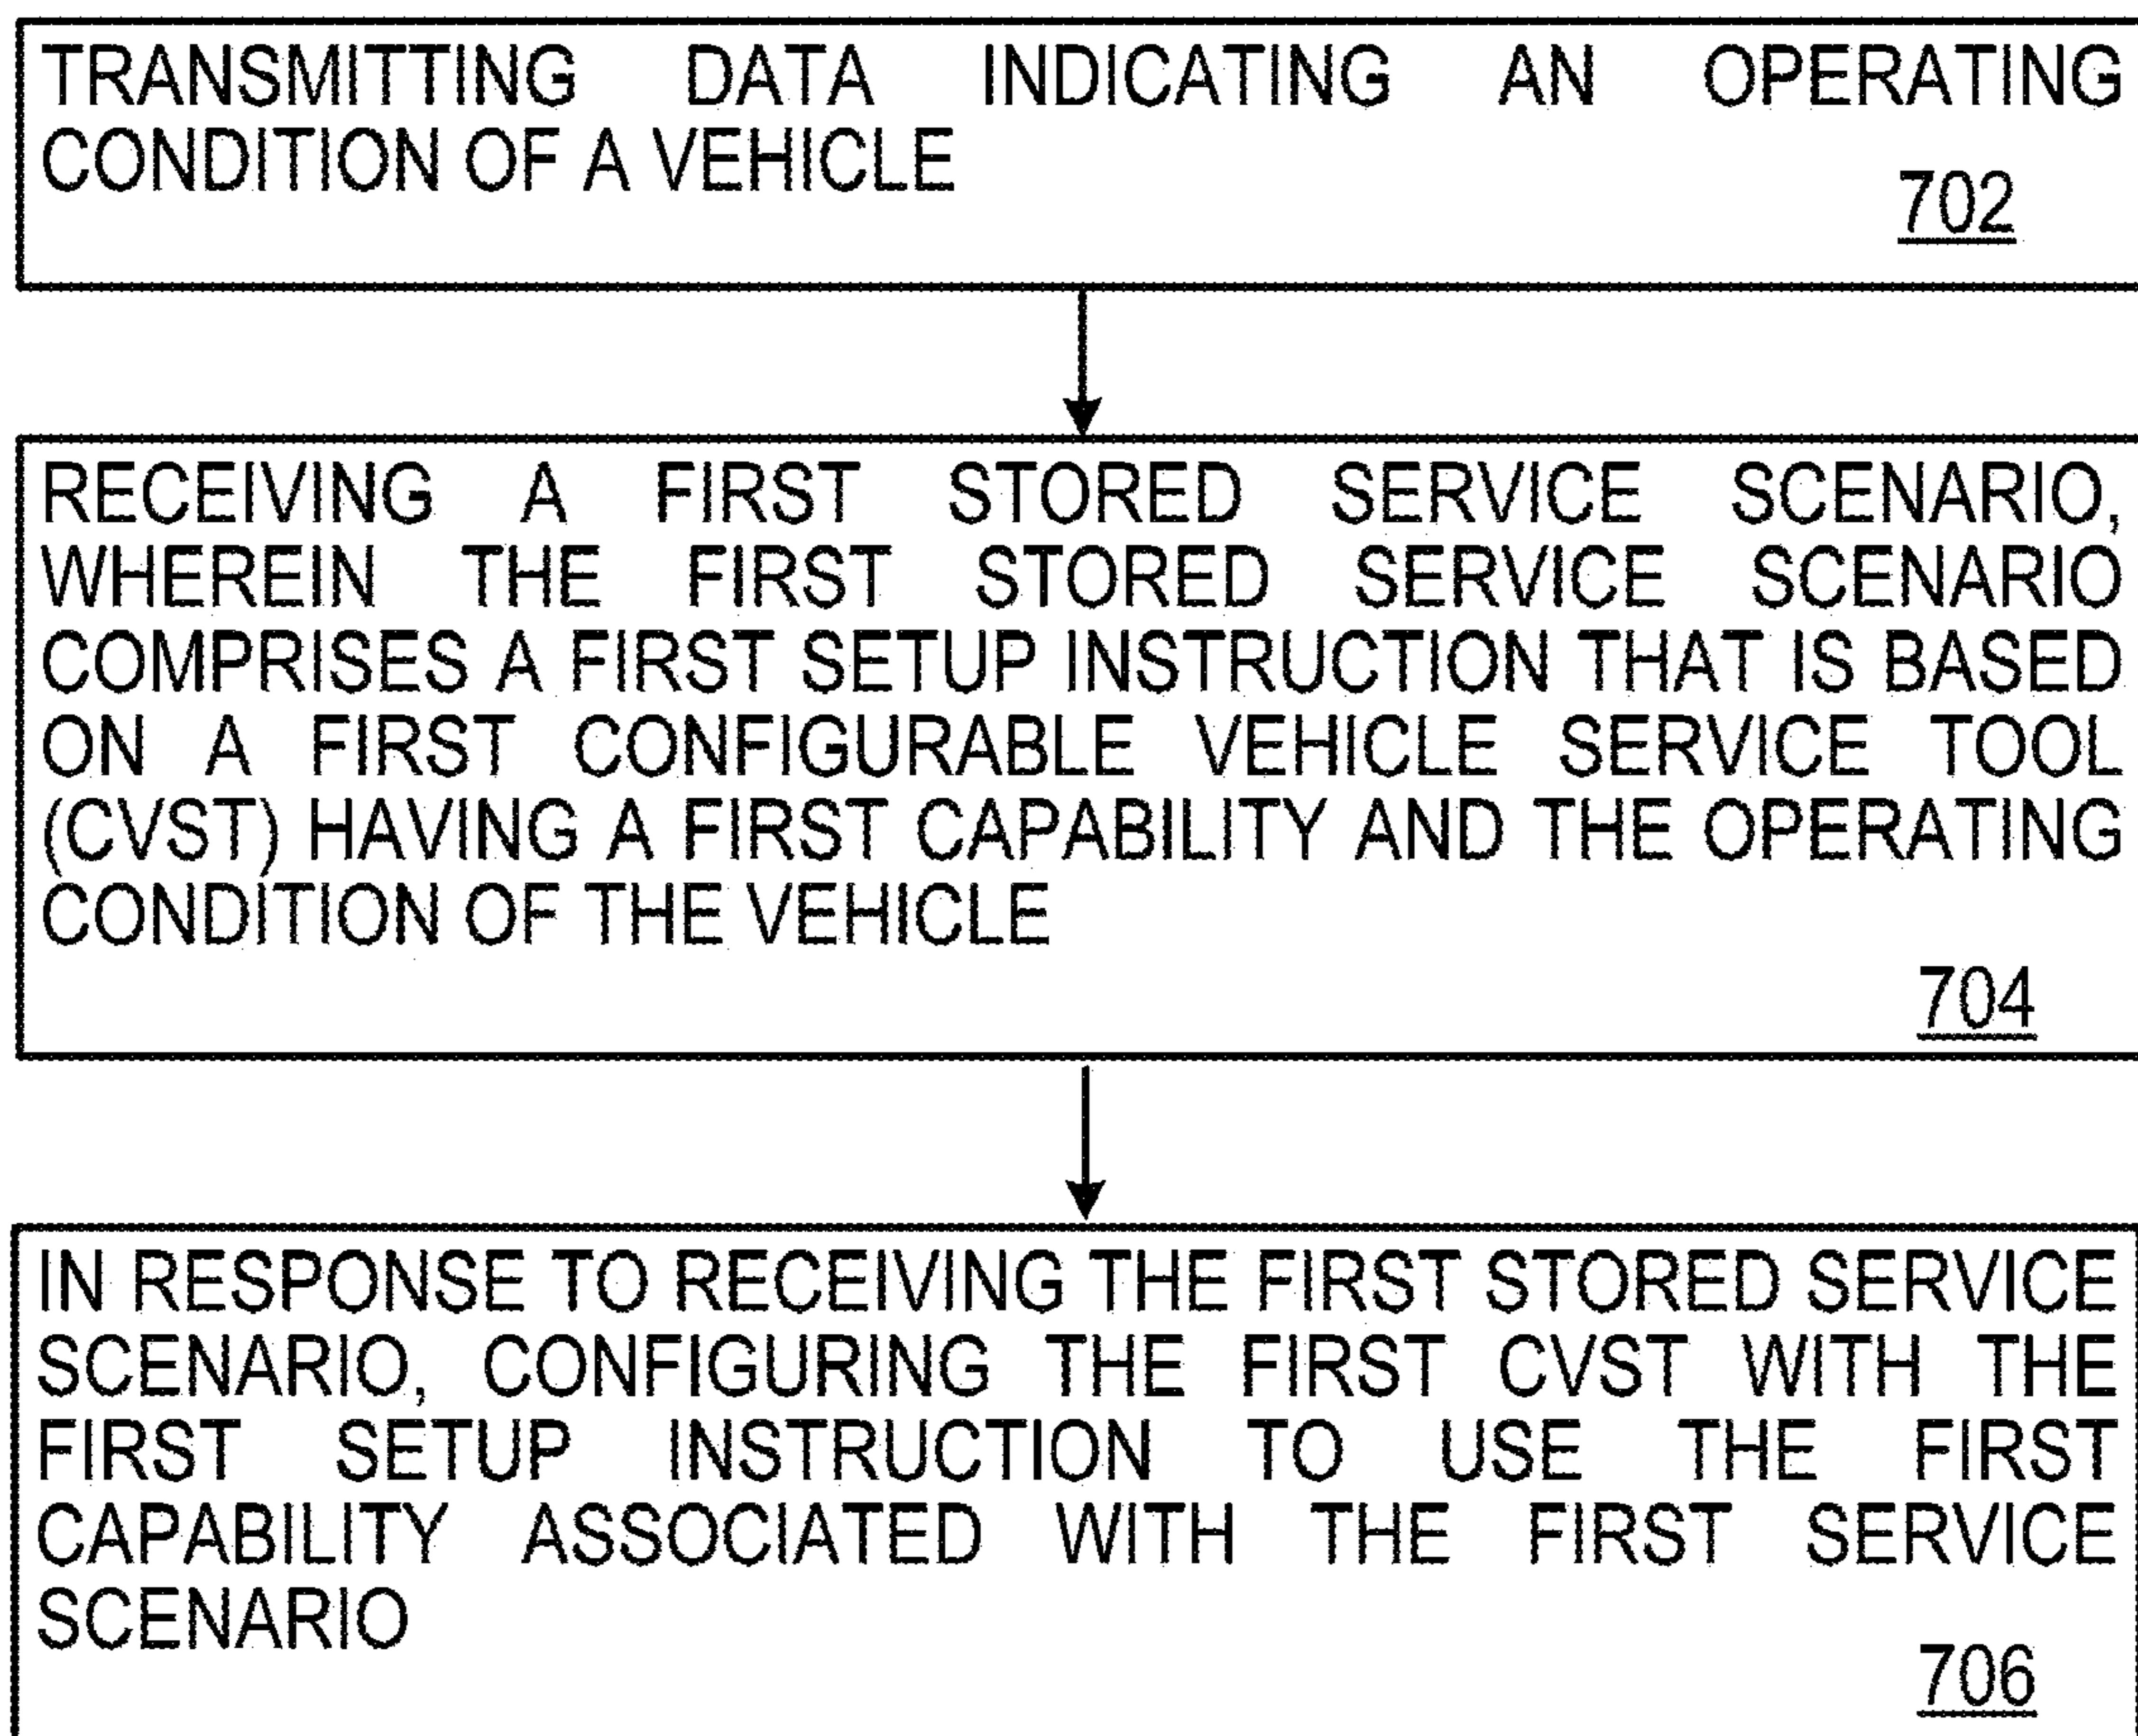 TRANSMITTING DATA INDICATING AN OPERATING
CONDITION OF A VEHICLE
702
RECEIVING A FIRST STORED SERVICE SCENARIO,
WHEREIN THE FIRST STORED SERVICE SCENARIO
COMPRISES A FIRST SETUP INSTRUCTION THAT IS BASED
ON A FIRST CONFIGURABLE VEHICLE SERVICE TOOL
(CVST) HAVING A FIRST CAPABILITY AND THE OPERATING
CONDITION OF THE VEHICLE
704
IN RESPONSE TO RECEIVING THE FIRST STORED SERVICE
SCENARIO, CONFIGURING THE FIRST CVST WITH THE
FIRST SETUP INSTRUCTION TO USE THE FIRST
CAPABILITY ASSOCIATED WITH THE FIRST SERVICE
SCENARIO
706